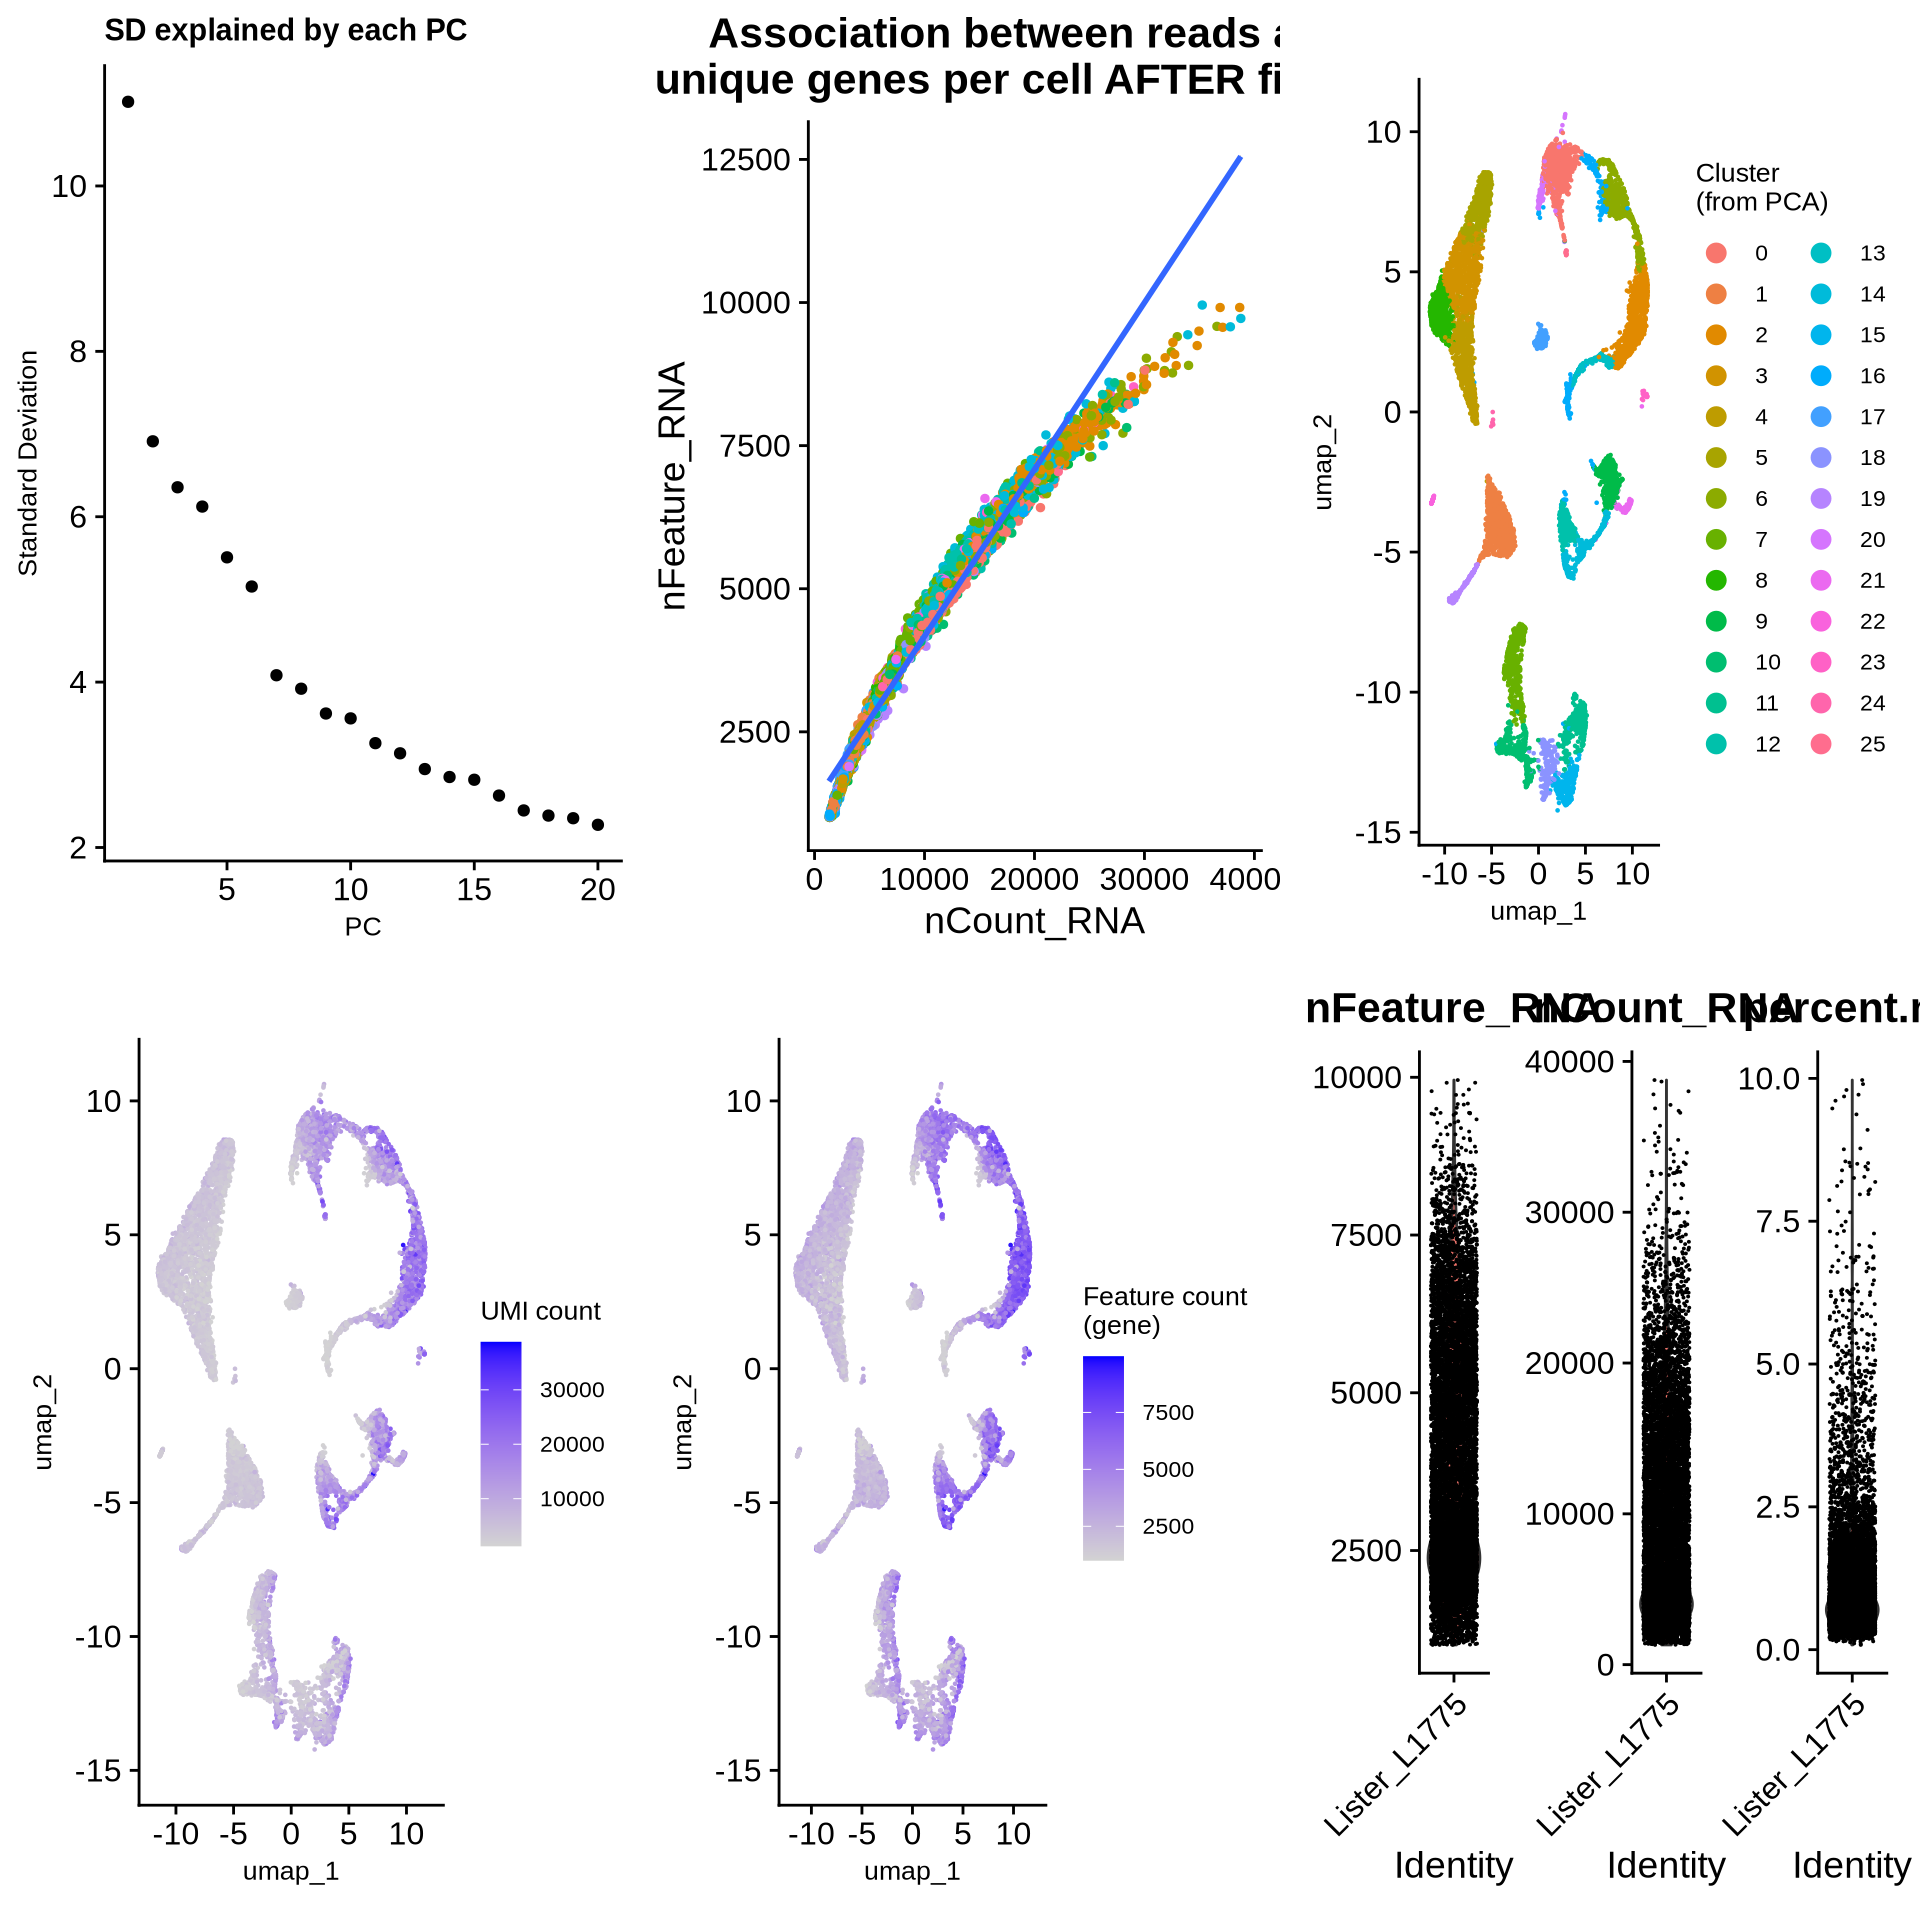 SD explained by each PC
10
8
6
4
2
Standard Deviation
5 10 15 20
PC
Association between reads a
unique genes per cell AFTER fi
12500
10000
7500
5000
2500
nFeature_RNA
0 10000 20000 30000 4000
nCount_RNA
10
5
0
-5
-10
-15
umap_2
-10 -5 0 5 10
umap_1
Cluster
(from PCA)
0 13
1 14
2 15
3 16
4 17
5 18
6 19
7 20
8 21
9 22
10 23
11 24
12 25
10
5
0
-5
-10
-15
umap_2
-10 -5 0 5 10
umap_1
UMI count
30000
20000
10000
10
5
0
-5
-10
-15
umap_2
-10 -5 0 5 10
umap_1
Feature count
(gene)
7500
5000
2500
nFeature_RNA
10000
7500
5000
2500
Lister_L1775
Identity
nCount_RNA
40000
30000
20000
10000
0
Lister_L1775
Identity
percent.m
10.0
7.5
5.0
2.5
0.0
Lister_L1775
Identity